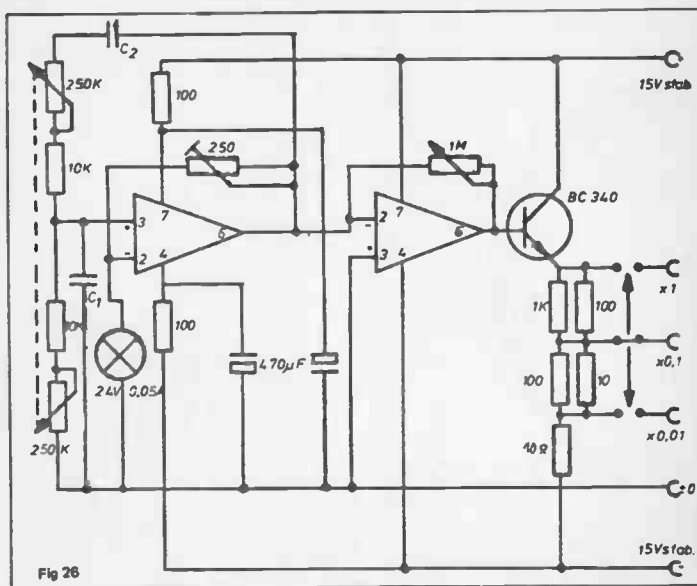 C2
250K
100
15V stab
250
1M
10K
BC 340
3
7
6
2
7
2
6
3
4
+
-
-
+
4
x1
C1
1K
100
10K
100
470µF
x0,1
100
10
24V 0,05A
x0,01
250K
10Ω
±0
Fig 26
15V stab.